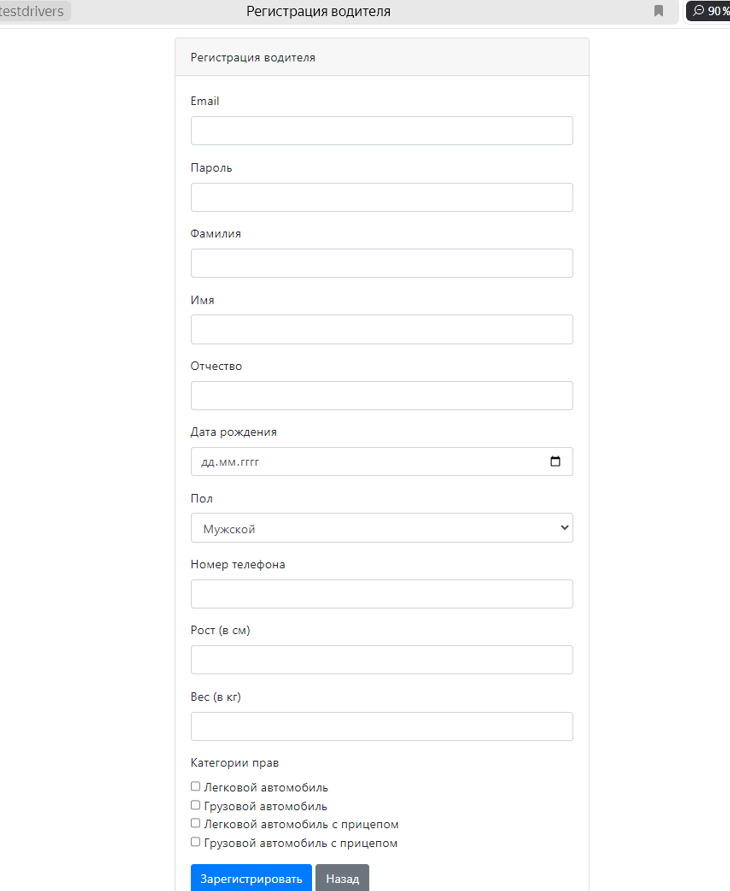 testdrivers Регистрация водителя 90%
Регистрация водителя
Email
Пароль
Фамилия
Имя
Отчество
Дата рождения
дд.мм.гггг
Пол
Мужской
Номер телефона
Рост (в см)
Вес (в кг)
Категории прав
Легковой автомобиль
Грузовой автомобиль
Легковой автомобиль с прицепом
Грузовой автомобиль с прицепом
Зарегистрировать Назад